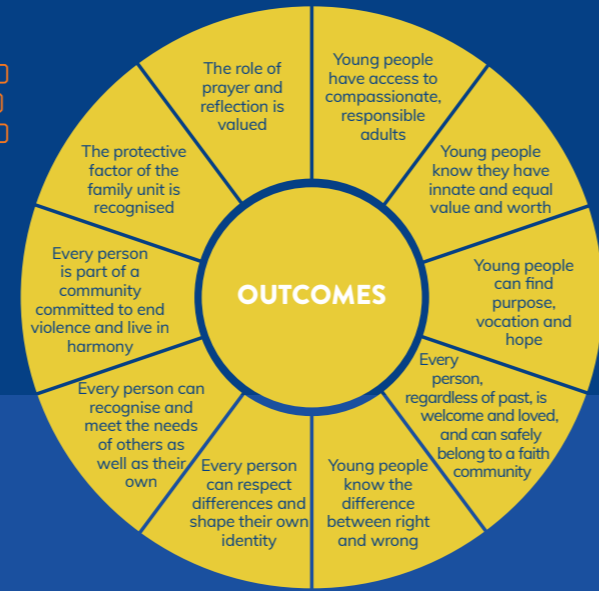 Young people
have access to
compassionate,
responsible
adults
Young people
know they have
innate and equal
value and worth
Young people
can find
purpose,
vocation and
hope
Every
person,
regardless of past, is
welcome and loved,
and can safely
belong to a faith
community
Young people
know the
difference
between right
and wrong
Every person
can respect
differences and
shape their own
identity
Every person can
recognise and
meet the needs
of others as
well as their
own
Every person
is part of a
community
committed to end
violence and live in
harmony
The protective
factor of the
family unit is
recognised
The role of
prayer and
reflection is
valued
OUTCOMES